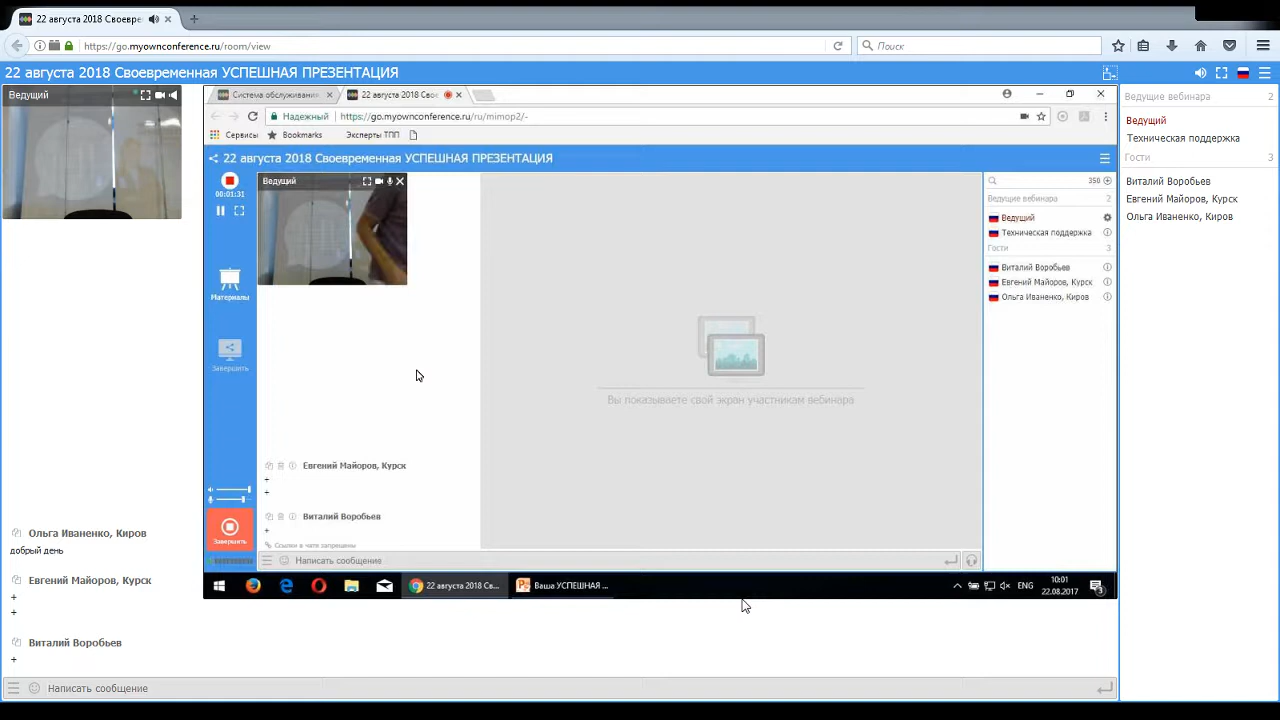 22 августа 2018 Своевре
https://go.myownconference.ru/room/view
Поиск
22 августа 2018 Своевременная УСПЕШНАЯ ПРЕЗЕНТАЦИЯ
Ведущий
Система обслуживания
22 августа 2018 Свое
Надежный
https://go.myownconference.ru/ru/mimop2/-
Сервисы
Bookmarks
Эксперты ТПП
22 августа 2018 Своевременная УСПЕШНАЯ ПРЕЗЕНТАЦИЯ
00:01:31
Материалы
Завершить
Завершить
Ведущий
Вы показываете свой экран участникам вебинара
Евгений Майоров, Курск
+
+
Виталий Воробьев
+
Ссылки в чате запрещены
Написать сообщение
350
Ведущие вебинара 2
Ведущий
Техническая поддержка
Гости 3
Виталий Воробьев
Евгений Майоров, Курск
Ольга Иваненко, Киров
22 августа 2018 Св...
Ваша УСПЕШНАЯ ...
ENG
10:01
22.08.2017
3
Ольга Иваненко, Киров
добрый день
Евгений Майоров, Курск
+
+
Виталий Воробьев
+
Написать сообщение
Ведущие вебинара 2
Ведущий
Техническая поддержка
Гости 3
Виталий Воробьев
Евгений Майоров, Курск
Ольга Иваненко, Киров